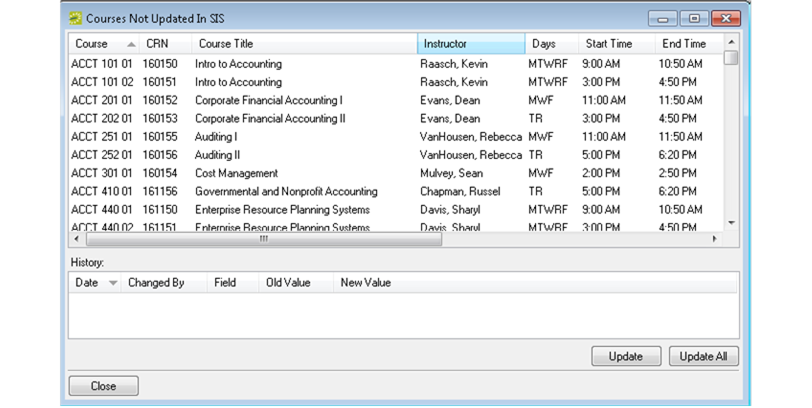 Courses Not Updated In SIS
Course CRN Course Title Instructor Days Start Time End Time
ACCT 101 01 160150 Intro to Accounting Raasch, Kevin MTWRF 9:00 AM 10:50 AM
ACCT 101 02 160151 Intro to Accounting Raasch, Kevin MTWRF 3:00 PM 4:50 PM
ACCT 201 01 160152 Corporate Financial Accounting I Evans, Dean MWF 11:00 AM 11:50 AM
ACCT 202 01 160153 Corporate Financial Accounting II Evans, Dean TR 3:00 PM 4:50 PM
ACCT 251 01 160155 Auditing I VanHousen, Rebecca MWF 11:00 AM 11:50 AM
ACCT 252 01 160156 Auditing II VanHousen, Rebecca TR 5:00 PM 6:20 PM
ACCT 301 01 160154 Cost Management Mulvey, Sean MWF 2:00 PM 2:50 PM
ACCT 410 01 161156 Governmental and Nonprofit Accounting Chapman, Russel TR 5:00 PM 6:20 PM
ACCT 440 01 161150 Enterprise Resource Planning Systems Davis, Sharyl MTWRF 9:00 AM 10:50 AM
ACCT 440 02 161151 Enterprise Resource Planning Systems Davis, Sharyl MTWRF 3:00 PM 4:50 PM
History:
Date Changed By Field Old Value New Value
Update Update All
Close